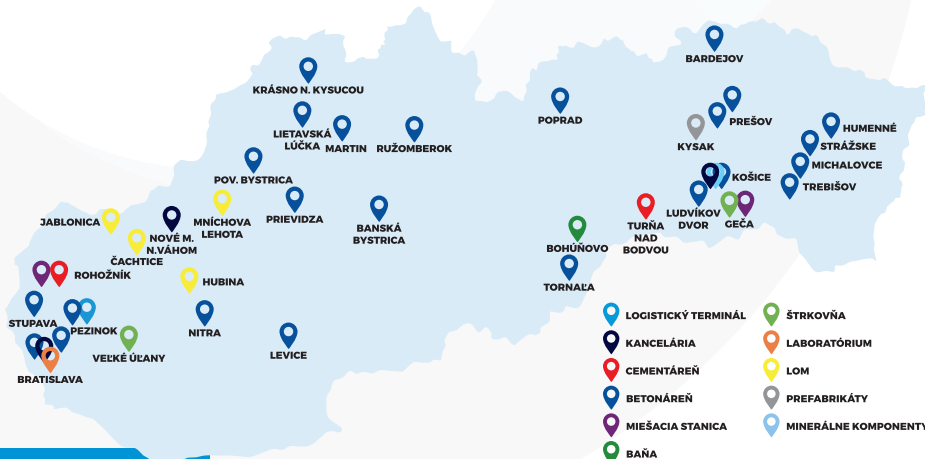 BARDEJOV
KRÁSNO N. KYSUCOU
POPRAD
PREŠOV
LIETAVSKÁ
LÚČKA
MARTIN
RUŽOMBEROK
KYSAK
HUMENNÉ
STRÁŽSKE
MICHALOVCE
POV. BYSTRICA
KOŠICE
TREBIŠOV
JABLONICA
MNÍCHOVA
LEHOTA
PRIEVIDZA
BANSKÁ
BYSTRICA
LUDVÍKOV
DVOR
GEČA
TURŇA
NAD
BODVOU
NOVÉ M.
N.VÁHOM
ČACHTICE
BOHÚŇOVO
ROHOŽNÍK
HUBINA
TORNAĽA
STUPAVA
PEZINOK
NITRA
VEĽKÉ ÚĽANY
LEVICE
BRATISLAVA
LOGISTICKÝ TERMINÁL
KANCELÁRIA
CEMENTÁREŇ
BETONÁREŇ
MIEŠACIA STANICA
BAŇA
ŠTRKOVŇA
LABORATÓRIUM
LOM
PREFABRIKÁTY
MINERÁLNE KOMPONENTY